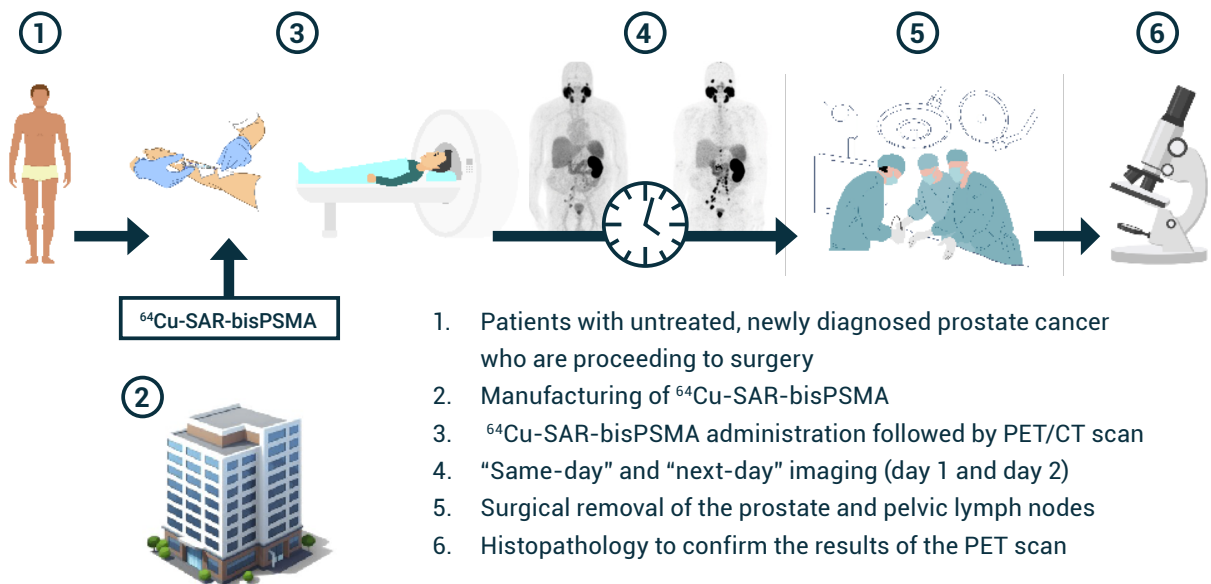 1
3
4
5
6
⁶⁴Cu-SAR-bisPSMA
2
1. Patients with untreated, newly diagnosed prostate cancer
who are proceeding to surgery
2. Manufacturing of ⁶⁴Cu-SAR-bisPSMA
3. ⁶⁴Cu-SAR-bisPSMA administration followed by PET/CT scan
4. “Same-day” and “next-day” imaging (day 1 and day 2)
5. Surgical removal of the prostate and pelvic lymph nodes
6. Histopathology to confirm the results of the PET scan